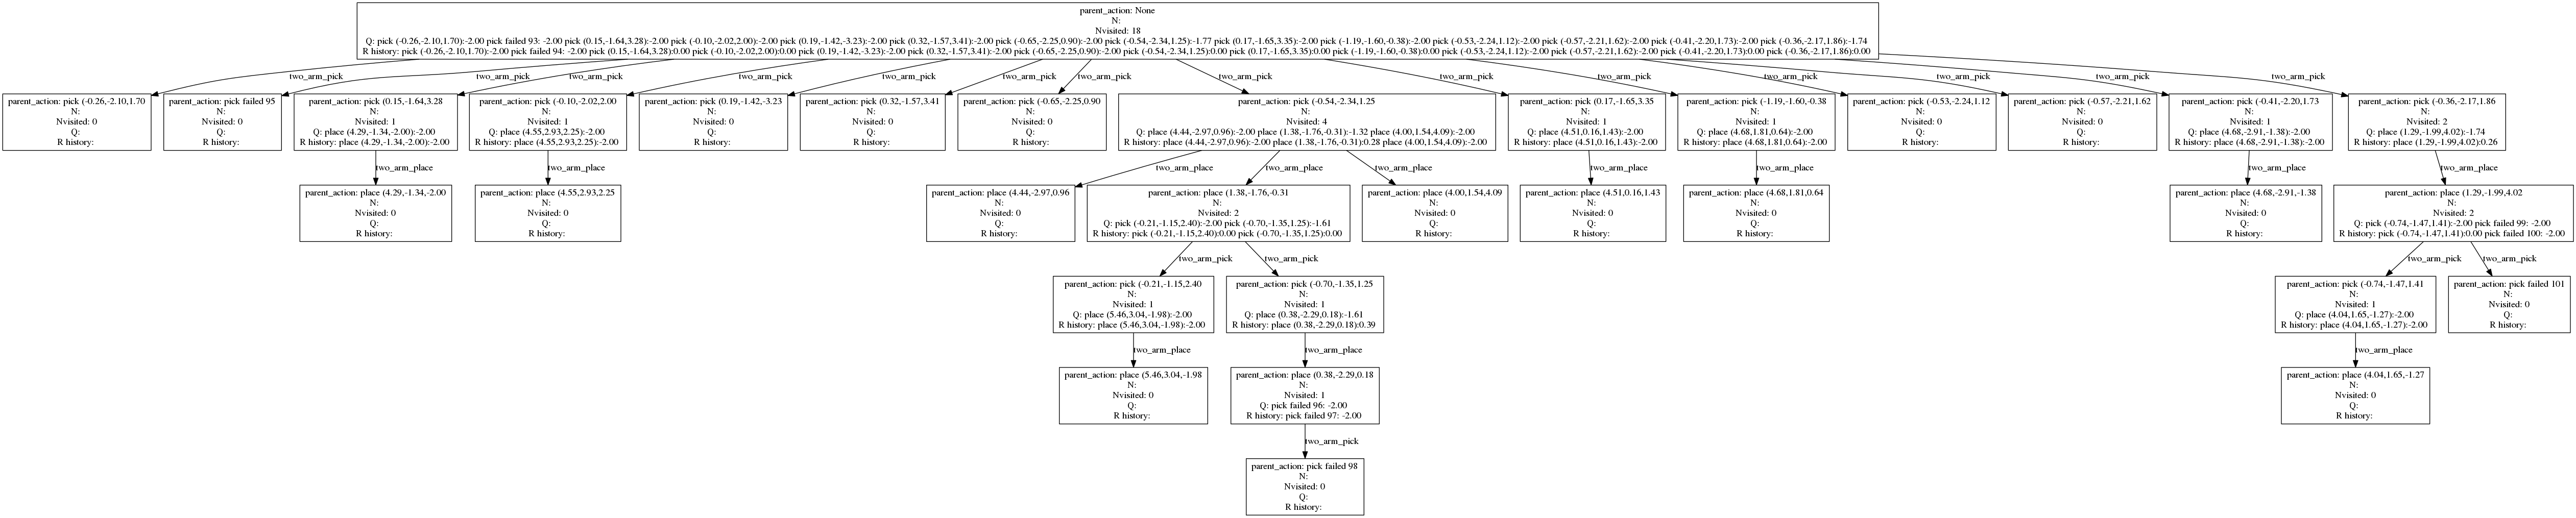 parent_action: None
N:
Nvisited: 18
Q: pick (-0.26,-2.10,1.70):-2.00 pick failed 93: -2.00 pick (0.15,-1.64,3.28):-2.00 pick (-0.10,-2.02,2.00):-2.00 pick (0.19,-1.42,-3.23):-2.00 pick (0.32,-1.57,3.41):-2.00 pick (-0.65,-2.25,0.90):-2.00 pick (-0.54,-2.34,1.25):-1.77 pick (0.17,-1.65,3.35):-2.00 pick (-1.19,-1.60,-0.38):-2.00 pick (-0.53,-2.24,1.12):-2.00 pick (-0.57,-2.21,1.62):-2.00 pick (-0.41,-2.20,1.73):-2.00 pick (-0.36,-2.17,1.86):-1.74
R history: pick (-0.26,-2.10,1.70):-2.00 pick failed 94: -2.00 pick (0.15,-1.64,3.28):0.00 pick (-0.10,-2.02,2.00):0.00 pick (0.19,-1.42,-3.23):-2.00 pick (0.32,-1.57,3.41):-2.00 pick (-0.65,-2.25,0.90):-2.00 pick (-0.54,-2.34,1.25):0.00 pick (0.17,-1.65,3.35):0.00 pick (-1.19,-1.60,-0.38):0.00 pick (-0.53,-2.24,1.12):-2.00 pick (-0.57,-2.21,1.62):-2.00 pick (-0.41,-2.20,1.73):0.00 pick (-0.36,-2.17,1.86):0.00
two_arm_pick
two_arm_pick
two_arm_pick
two_arm_pick
two_arm_pick
two_arm_pick
two_arm_pick
two_arm_pick
two_arm_pick
two_arm_pick
two_arm_pick
two_arm_pick
two_arm_pick
two_arm_pick
parent_action: pick (-0.26,-2.10,1.70
N:
Nvisited: 0
Q:
R history:
parent_action: pick failed 95
N:
Nvisited: 0
Q:
R history:
parent_action: pick (0.15,-1.64,3.28
N:
Nvisited: 1
Q: place (4.29,-1.34,-2.00):-2.00
R history: place (4.29,-1.34,-2.00):-2.00
parent_action: pick (-0.10,-2.02,2.00
N:
Nvisited: 1
Q: place (4.55,2.93,2.25):-2.00
R history: place (4.55,2.93,2.25):-2.00
parent_action: pick (0.19,-1.42,-3.23
N:
Nvisited: 0
Q:
R history:
parent_action: pick (0.32,-1.57,3.41
N:
Nvisited: 0
Q:
R history:
parent_action: pick (-0.65,-2.25,0.90
N:
Nvisited: 0
Q:
R history:
parent_action: pick (-0.54,-2.34,1.25
N:
Nvisited: 4
Q: place (4.44,-2.97,0.96):-2.00 place (1.38,-1.76,-0.31):-1.32 place (4.00,1.54,4.09):-2.00
R history: place (4.44,-2.97,0.96):-2.00 place (1.38,-1.76,-0.31):0.28 place (4.00,1.54,4.09):-2.00
parent_action: pick (0.17,-1.65,3.35
N:
Nvisited: 1
Q: place (4.51,0.16,1.43):-2.00
R history: place (4.51,0.16,1.43):-2.00
parent_action: pick (-1.19,-1.60,-0.38
N:
Nvisited: 1
Q: place (4.68,1.81,0.64):-2.00
R history: place (4.68,1.81,0.64):-2.00
parent_action: pick (-0.53,-2.24,1.12
N:
Nvisited: 0
Q:
R history:
parent_action: pick (-0.57,-2.21,1.62
N:
Nvisited: 0
Q:
R history:
parent_action: pick (-0.41,-2.20,1.73
N:
Nvisited: 1
Q: place (4.68,-2.91,-1.38):-2.00
R history: place (4.68,-2.91,-1.38):-2.00
parent_action: pick (-0.36,-2.17,1.86
N:
Nvisited: 2
Q: place (1.29,-1.99,4.02):-1.74
R history: place (1.29,-1.99,4.02):0.26
two_arm_place
two_arm_place
two_arm_place
two_arm_place
two_arm_place
two_arm_place
two_arm_place
two_arm_place
two_arm_place
parent_action: place (4.29,-1.34,-2.00
N:
Nvisited: 0
Q:
R history:
parent_action: place (4.55,2.93,2.25
N:
Nvisited: 0
Q:
R history:
parent_action: place (4.44,-2.97,0.96
N:
Nvisited: 0
Q:
R history:
parent_action: place (1.38,-1.76,-0.31
N:
Nvisited: 2
Q: pick (-0.21,-1.15,2.40):-2.00 pick (-0.70,-1.35,1.25):-1.61
R history: pick (-0.21,-1.15,2.40):0.00 pick (-0.70,-1.35,1.25):0.00
parent_action: place (4.00,1.54,4.09
N:
Nvisited: 0
Q:
R history:
parent_action: place (4.51,0.16,1.43
N:
Nvisited: 0
Q:
R history:
parent_action: place (4.68,1.81,0.64
N:
Nvisited: 0
Q:
R history:
parent_action: place (4.68,-2.91,-1.38
N:
Nvisited: 0
Q:
R history:
parent_action: place (1.29,-1.99,4.02
N:
Nvisited: 2
Q: pick (-0.74,-1.47,1.41):-2.00 pick failed 99: -2.00
R history: pick (-0.74,-1.47,1.41):0.00 pick failed 100: -2.00
two_arm_pick
two_arm_pick
two_arm_pick
two_arm_pick
parent_action: pick (-0.21,-1.15,2.40
N:
Nvisited: 1
Q: place (5.46,3.04,-1.98):-2.00
R history: place (5.46,3.04,-1.98):-2.00
parent_action: pick (-0.70,-1.35,1.25
N:
Nvisited: 1
Q: place (0.38,-2.29,0.18):-1.61
R history: place (0.38,-2.29,0.18):0.39
parent_action: pick (-0.74,-1.47,1.41
N:
Nvisited: 1
Q: place (4.04,1.65,-1.27):-2.00
R history: place (4.04,1.65,-1.27):-2.00
parent_action: pick failed 101
N:
Nvisited: 0
Q:
R history:
two_arm_place
two_arm_place
two_arm_place
parent_action: place (5.46,3.04,-1.98
N:
Nvisited: 0
Q:
R history:
parent_action: place (0.38,-2.29,0.18
N:
Nvisited: 1
Q: pick failed 96: -2.00
R history: pick failed 97: -2.00
parent_action: place (4.04,1.65,-1.27
N:
Nvisited: 0
Q:
R history:
two_arm_pick
parent_action: pick failed 98
N:
Nvisited: 0
Q:
R history: